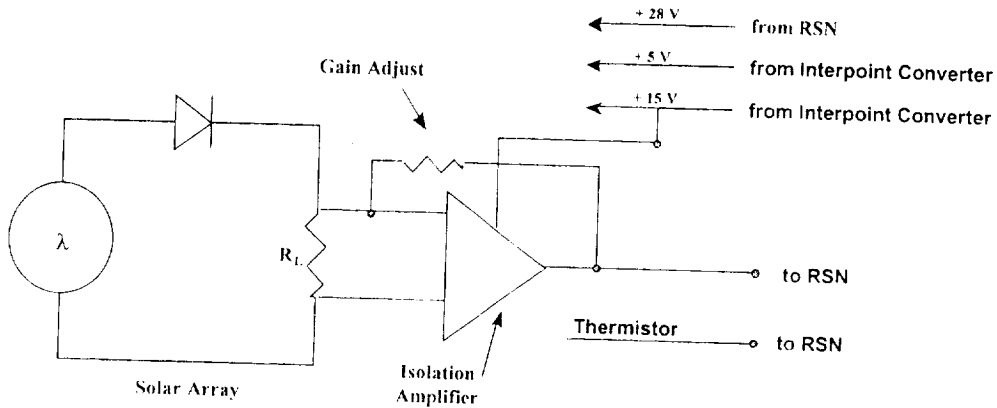 + 28 V
from RSN
+ 5 V
from Interpoint Converter
+ 15 V
from Interpoint Converter
Gain Adjust
λ
R_L
to RSN
Thermistor
to RSN
Isolation
Amplifier
Solar Array